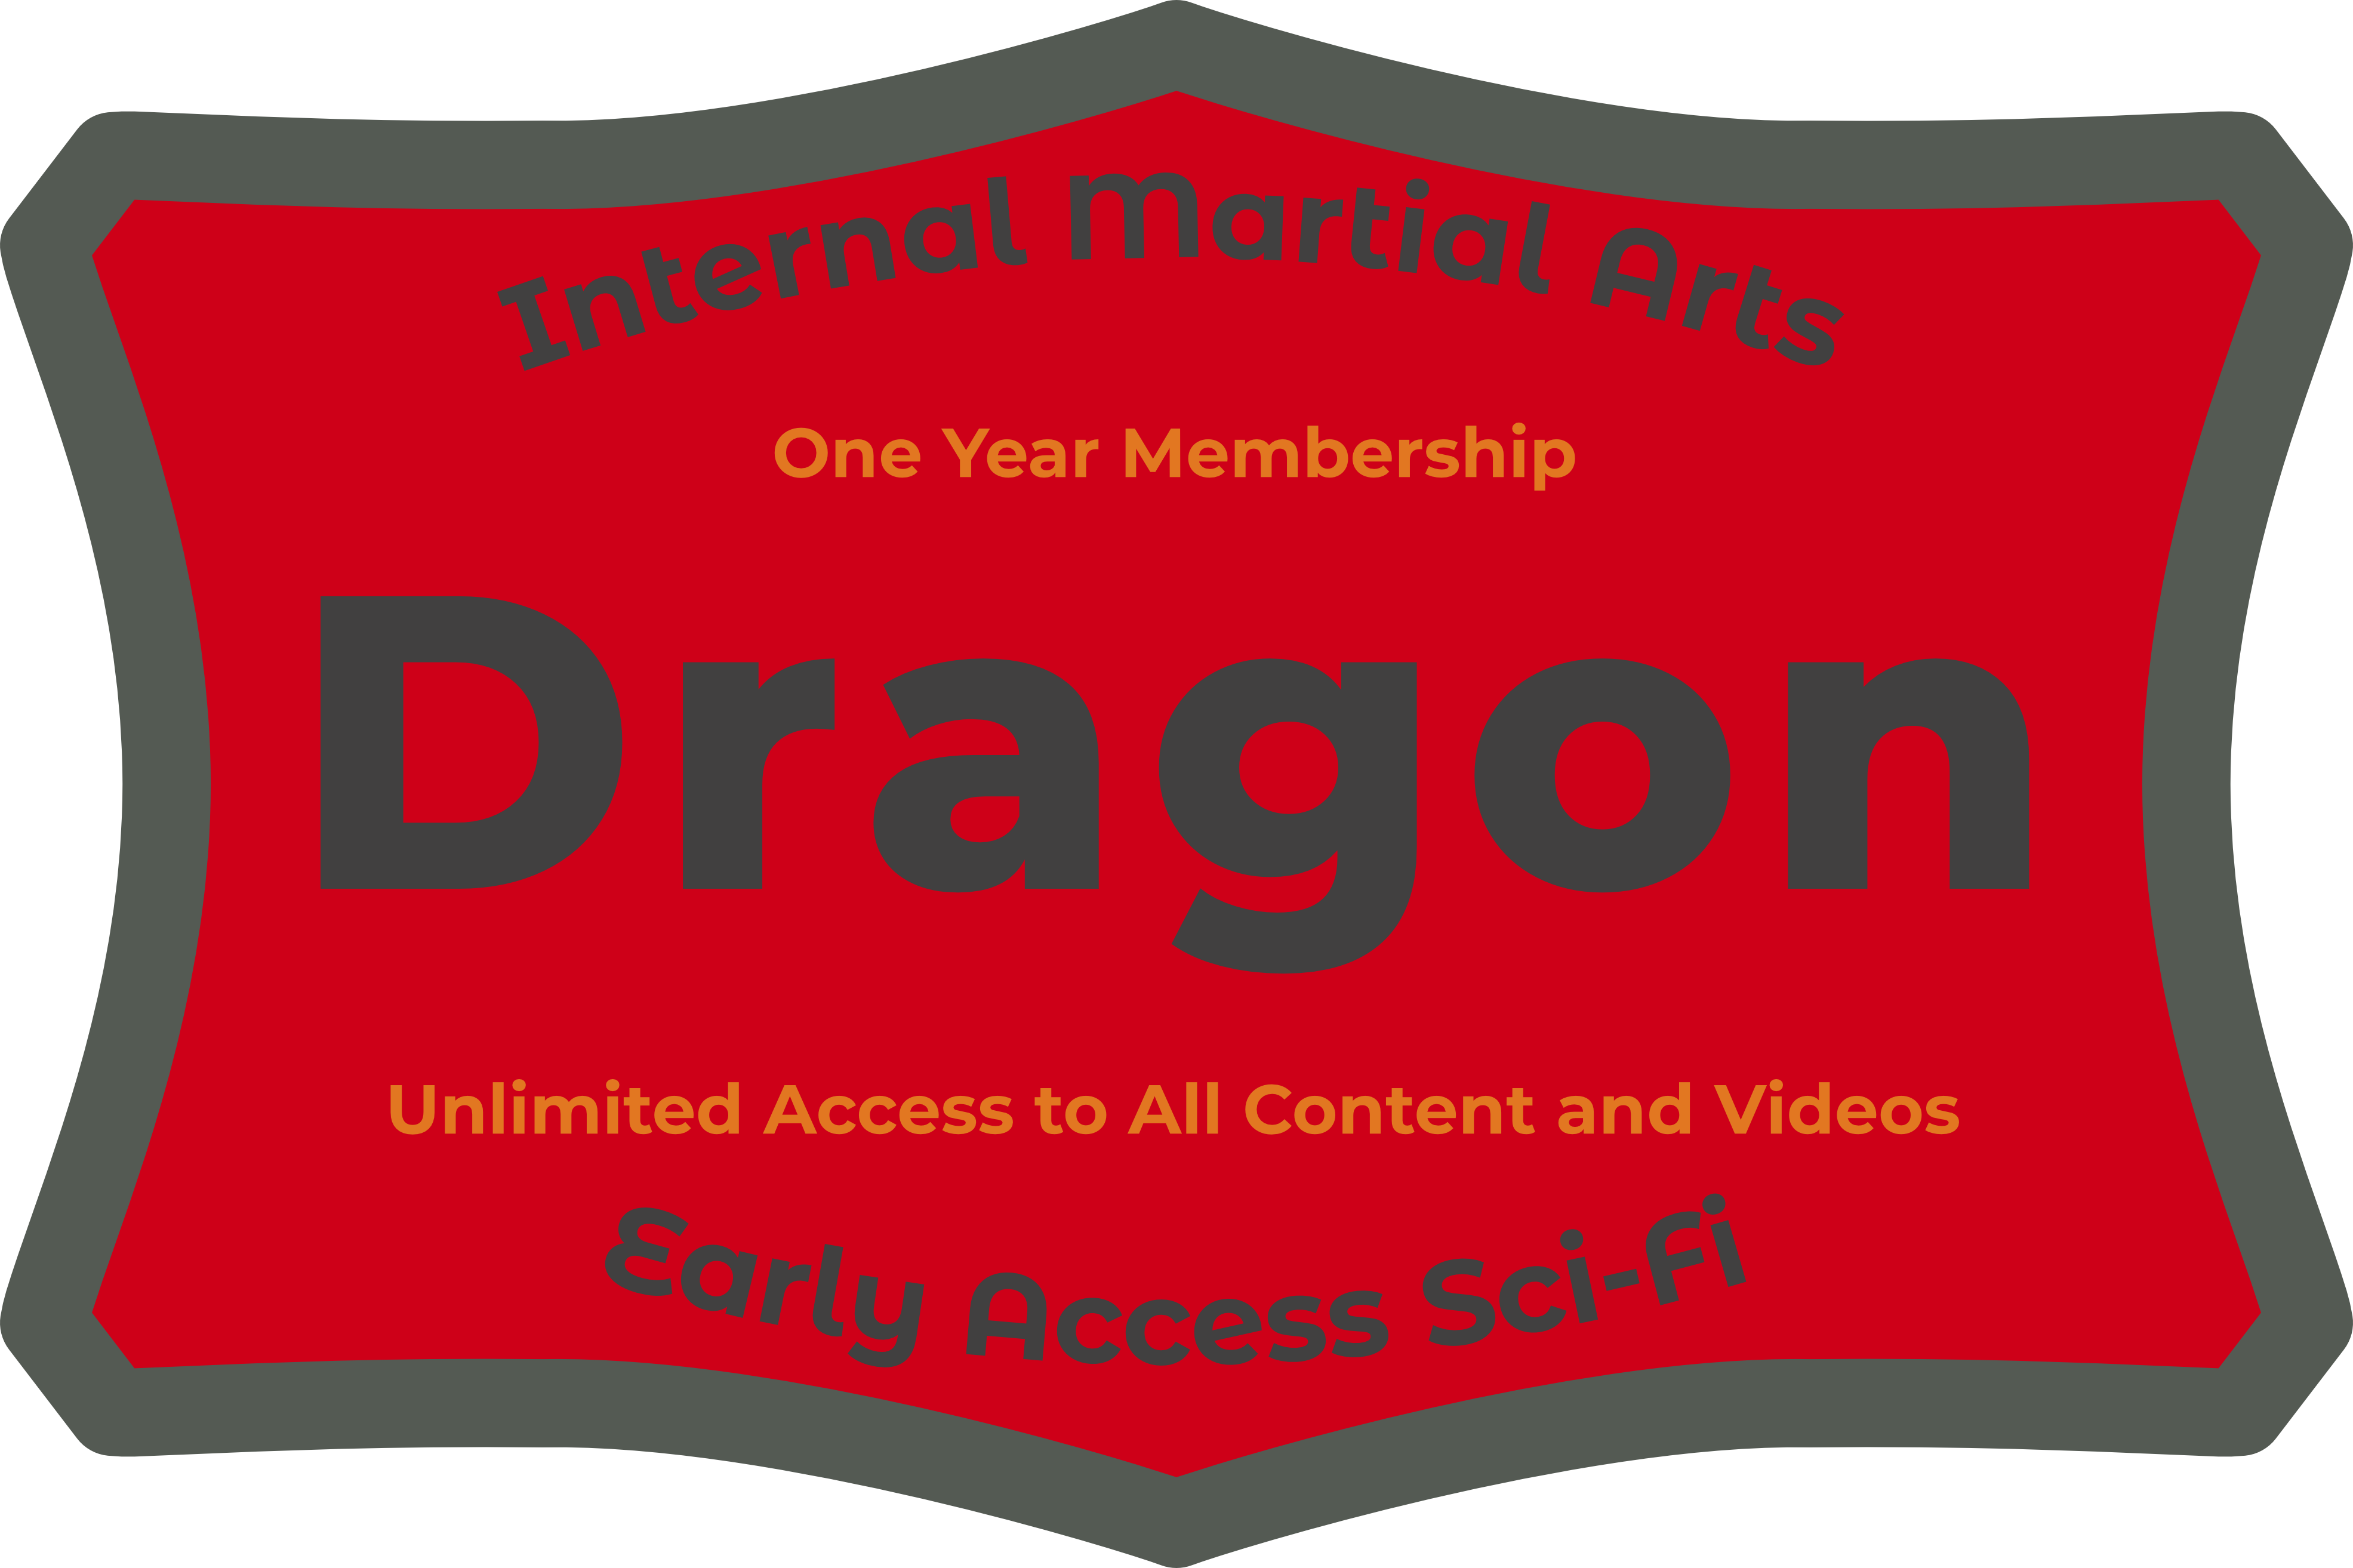 Internal Martial Arts
One Year Membership
Dragon
Unlimited Access to All Content and Videos
Early Access Sci-Fi